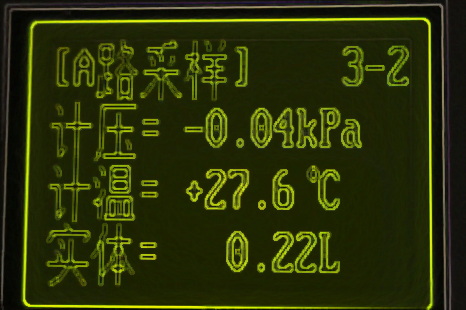 [A路采样] 3-2
计压= -0.04kPa
计温= +27.6℃
实体= 0.22L